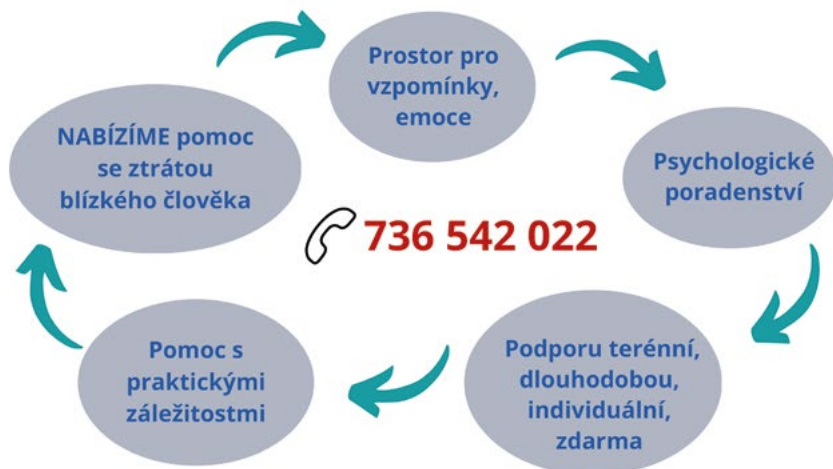 NABÍZÍME pomoc
se ztrátou
blízkého člověka
Prostor pro
vzpomínky,
emoce
Psychologické
poradenství
Podporu terénní,
dlouhodobou,
individuální,
zdarma
Pomoc s
praktickými
záležitostmi
736 542 022